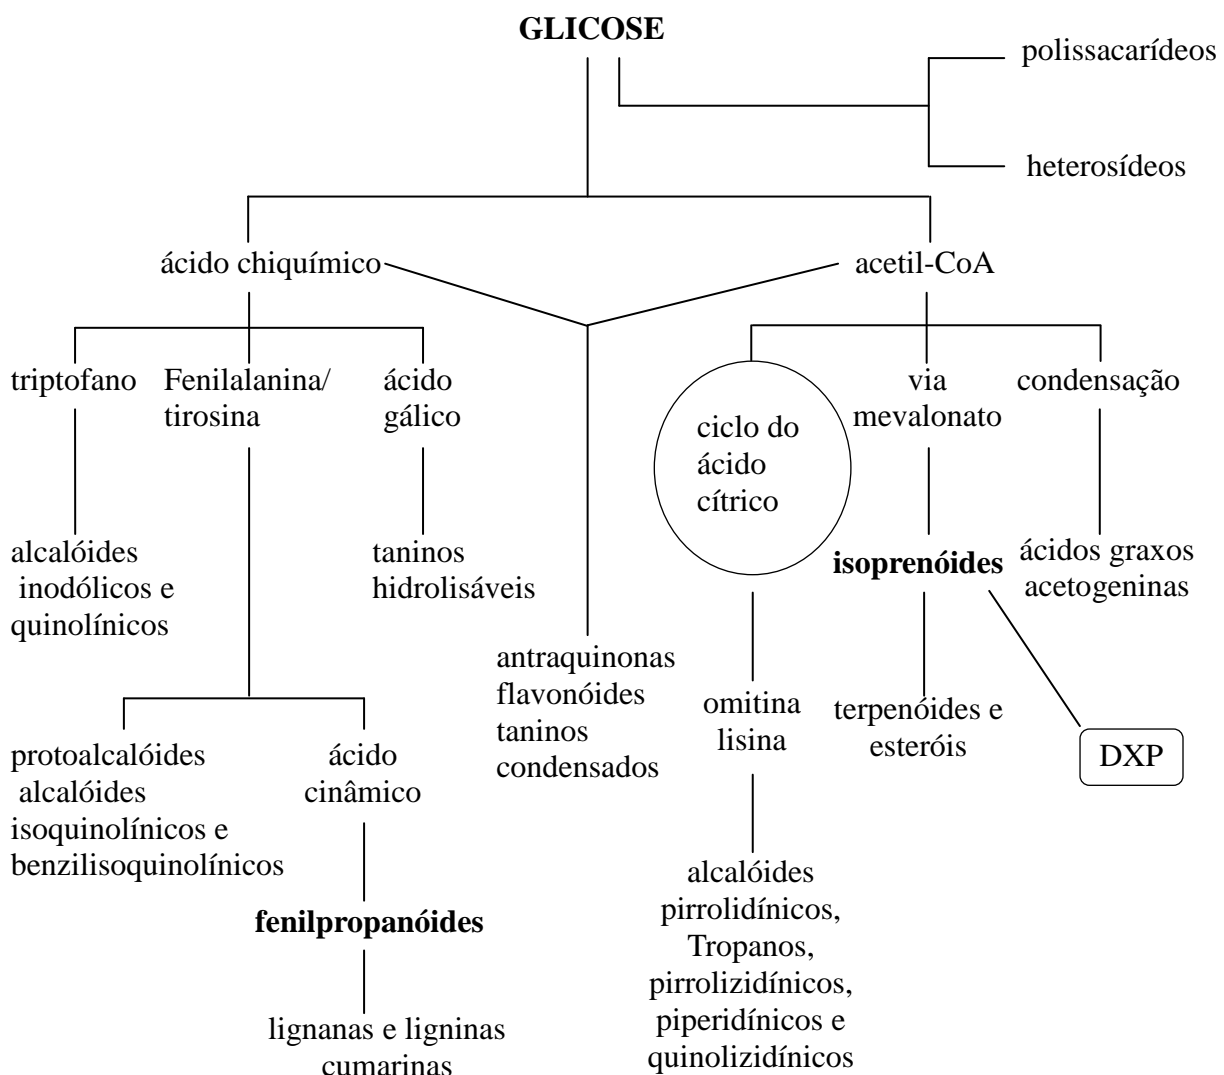 GLICOSE
polissacarídeos
heterosídeos
ácido chiquímico
acetil-CoA
triptofano
Fenilalanina/
tirosina
ácido
gálico
ciclo do
ácido
cítrico
via
mevalonato
condensação
alcalóides
inodólicos e
quinolínicos
taninos
hidrolisáveis
isoprenóides
ácidos graxos
acetogeninas
antraquinonas
flavonóides
taninos
condensados
omitina
lisina
terpenóides e
esteróis
DXP
protoalcalóides
alcalóides
isoquinolínicos e
benzilisoquinolínicos
ácido
cinâmico
fenilpropanóides
alcalóides
pirrolidínicos,
Tropanos,
pirrolizidínicos,
piperidínicos e
quinolizidínicos
lignanas e ligninas
cumarinas